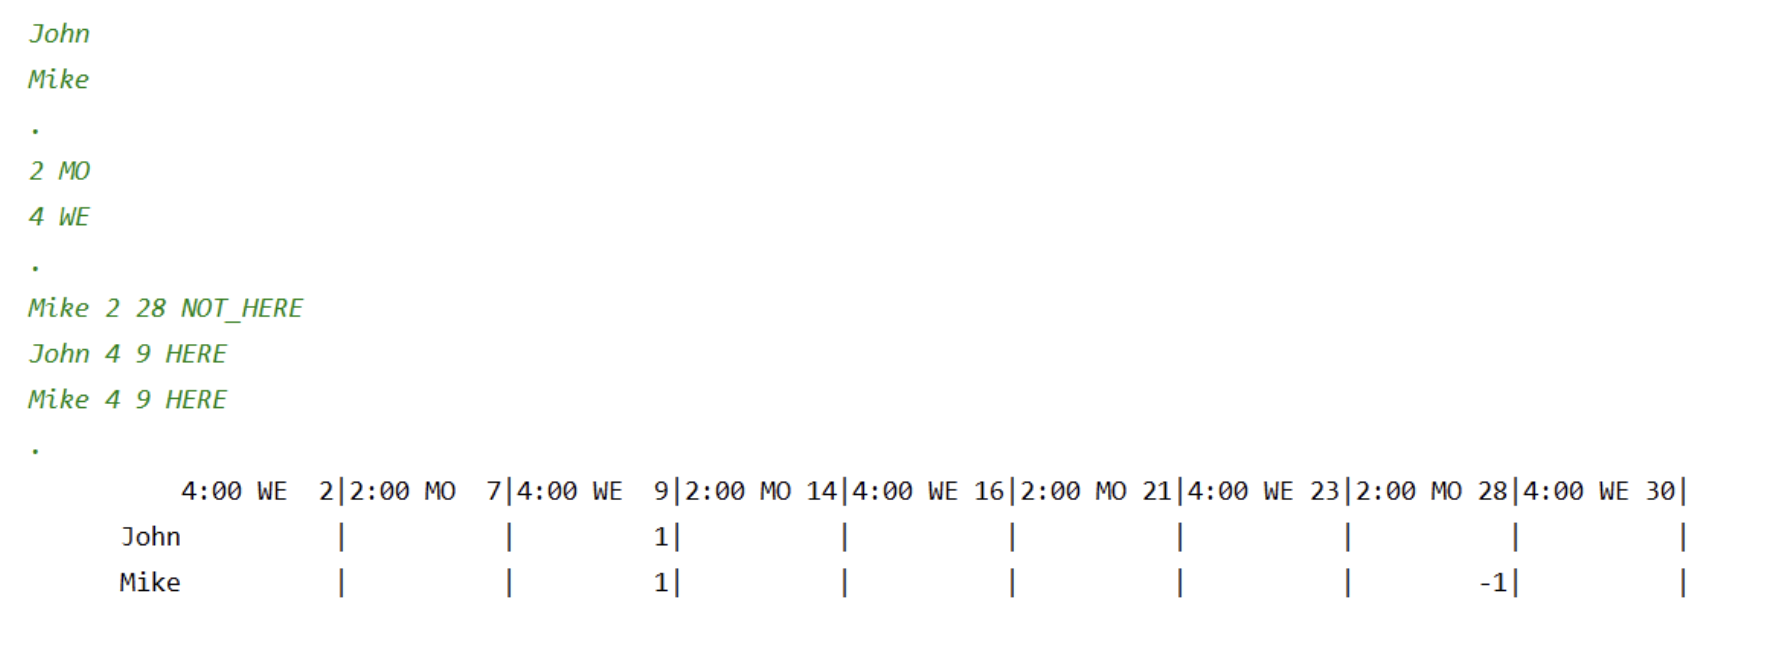 John
Mike
.
2 MO
4 WE
.
Mike 2 28 NOT_HERE
John 4 9 HERE
Mike 4 9 HERE
.
          4:00 WE  2|2:00 MO  7|4:00 WE  9|2:00 MO 14|4:00 WE 16|2:00 MO 21|4:00 WE 23|2:00 MO 28|4:00 WE 30|
      John          |          |         1|          |          |          |          |          |          |
      Mike          |          |         1|          |          |          |          |        -1|          |